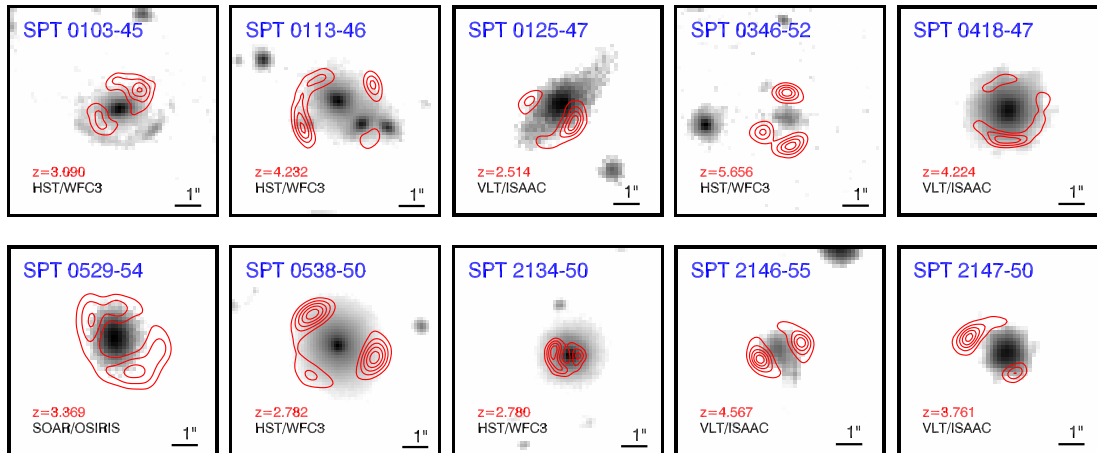 SPT 0103-45
z=3.090
HST/WFC3
1"
SPT 0113-46
z=4.232
HST/WFC3
1"
SPT 0125-47
z=2.514
VLT/ISAAC
1"
SPT 0346-52
z=5.656
HST/WFC3
1"
SPT 0418-47
z=4.224
VLT/ISAAC
1"
SPT 0529-54
z=3.369
SOAR/OSIRIS
1"
SPT 0538-50
z=2.782
HST/WFC3
1"
SPT 2134-50
z=2.780
HST/WFC3
1"
SPT 2146-55
z=4.567
VLT/ISAAC
1"
SPT 2147-50
z=3.761
VLT/ISAAC
1"